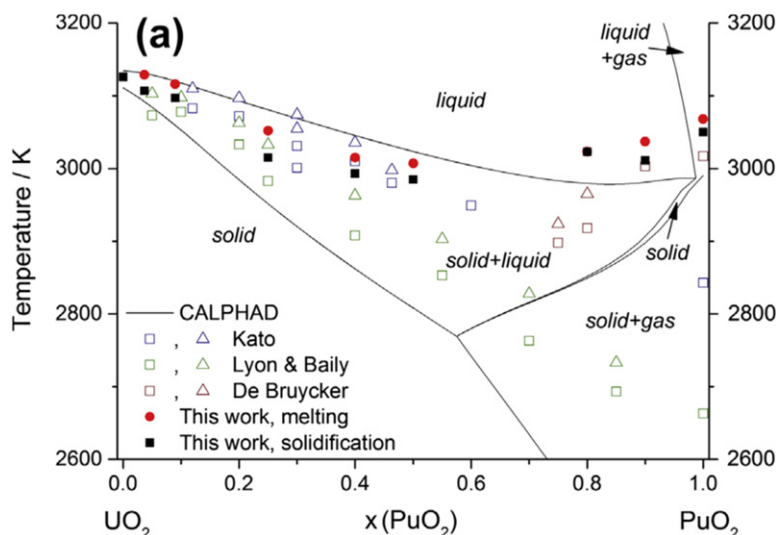 (a)
3200
3000
2800
2600
Temperature / K
liquid
+gas
liquid
solid
solid+liquid
solid
solid+gas
CALPHAD
, Kato
, Lyon & Baily
, De Bruycker
This work, melting
This work, solidification
3200
3000
2800
2600
0.0 0.2 0.4 0.6 0.8 1.0
UO₂ x (PuO₂) PuO₂